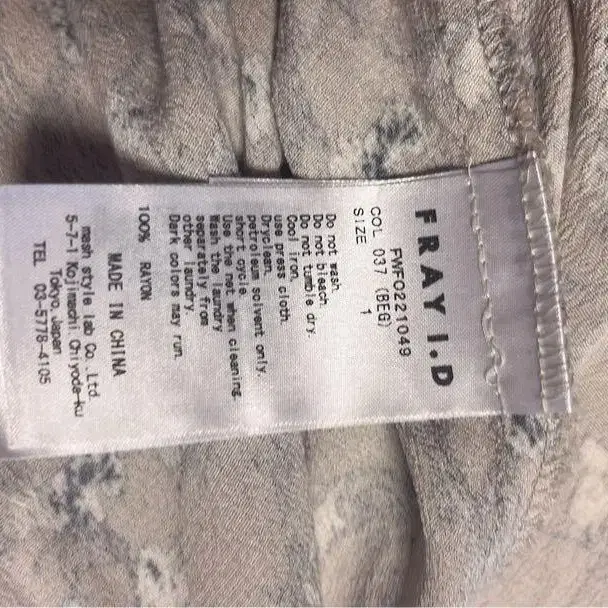 FRAY I.D
FWFO221049
COL 037 (BEG)
SIZE 1
Do not wash.
Do not bleach.
Do not tumble dry.
Cool iron.
use press cloth.
Dryclean.
petroleum solvent only.
short cycle.
Use the net when cleaning.
Wash the laundry
separately from
other laundry.
Dark colors may run.
100% RAYON
MADE IN CHINA
mash style lab Co.,Ltd.
5-7-1 Kojimachi Chiyoda-ku
Tokyo,Japan
TEL 03-5778-4105